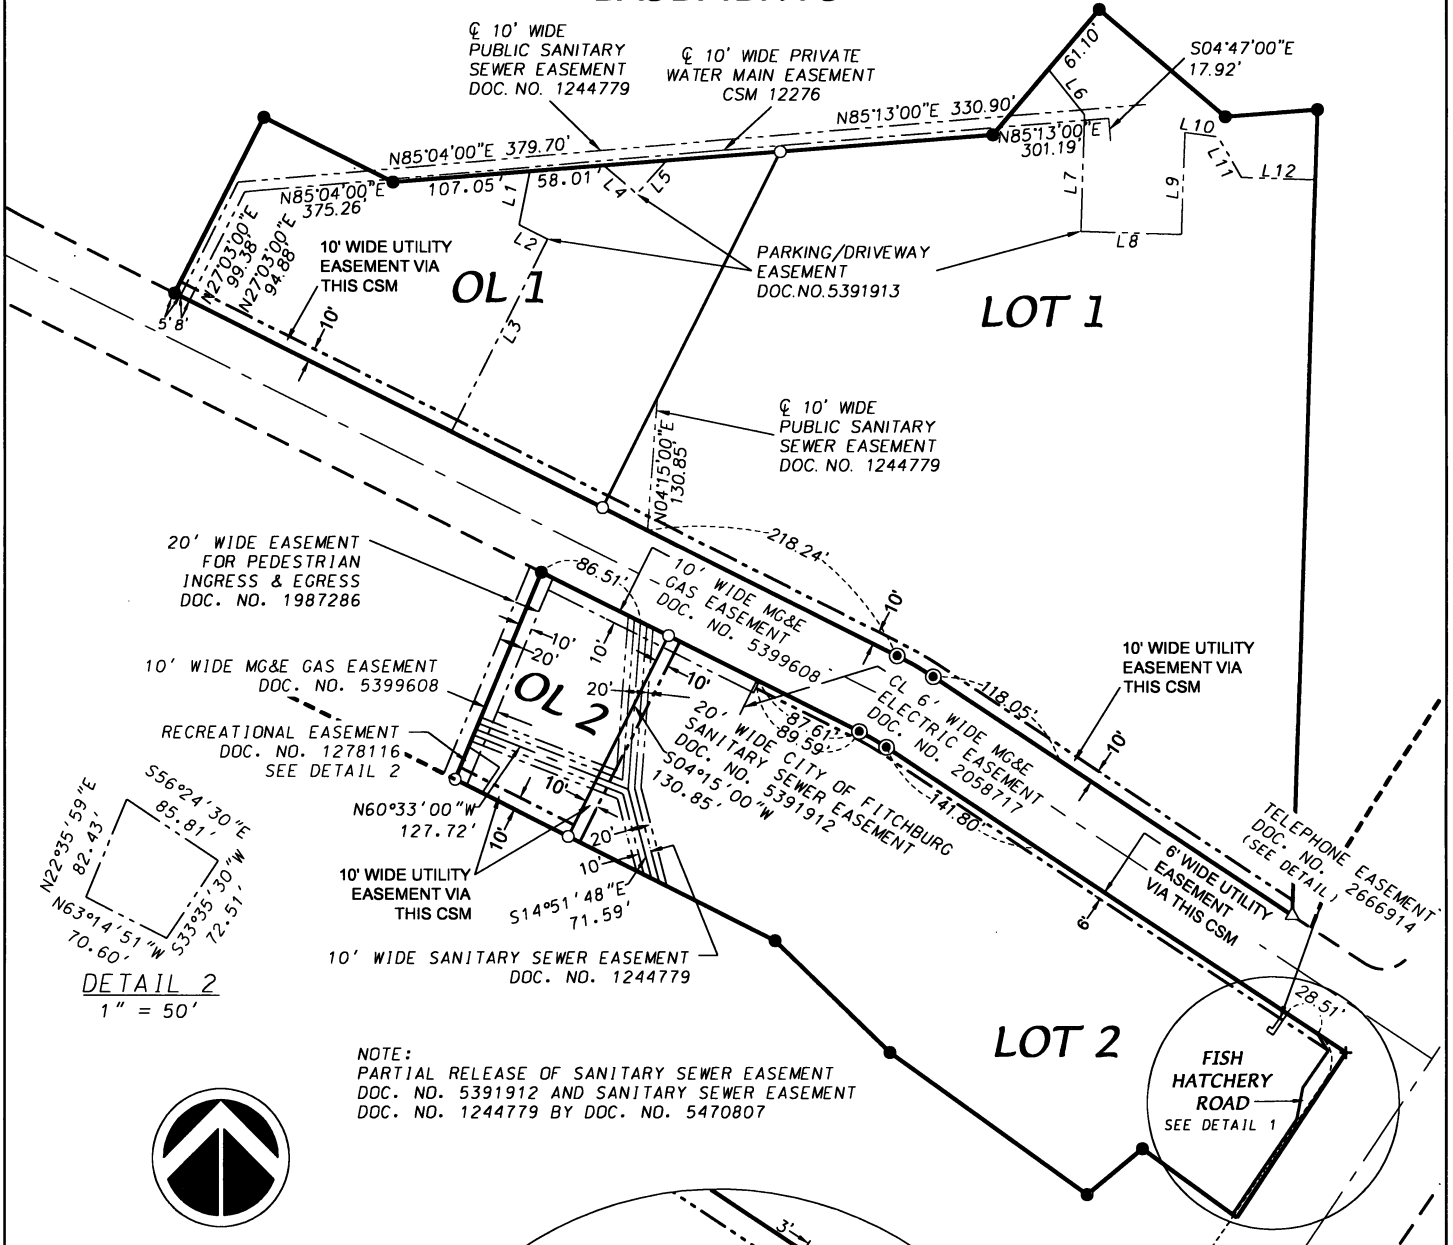 ℄ 10' WIDE
PUBLIC SANITARY
SEWER EASEMENT
DOC. NO. 1244779
℄ 10' WIDE PRIVATE
WATER MAIN EASEMENT
CSM 12276
61.10'
S04°47'00"E
17.92'
L6
N85°13'00"E 330.90'
N85°13'00"E
301.19'
L10
L11
L12
N85°04'00"E 379.70'
N85°04'00"E
375.26'
107.05'
58.01'
L1
L4
L5
L7
L9
L2
L8
N27°03'00"E
99.38'
N27°03'00"E
94.88'
10' WIDE UTILITY
EASEMENT VIA
THIS CSM
OL 1
PARKING/DRIVEWAY
EASEMENT
DOC.NO.5391913
LOT 1
5' 8'
10'
L3
℄ 10' WIDE
PUBLIC SANITARY
SEWER EASEMENT
DOC. NO. 1244779
N04°15'00"E
130.85'
20' WIDE EASEMENT
FOR PEDESTRIAN
INGRESS & EGRESS
DOC. NO. 1987286
86.51'
218.24'
10' WIDE MG&E
GAS EASEMENT
DOC. NO. 5399608
10'
10' WIDE UTILITY
EASEMENT VIA
THIS CSM
10' WIDE MG&E GAS EASEMENT
DOC. NO. 5399608
10'
20'
10'
OL 2
20'
10'
118.05'
10'
CL 6' WIDE MG&E
ELECTRIC EASEMENT
DOC. NO. 2058717
87.61'
89.59'
20' WIDE CITY OF FITCHBURG
SANITARY SEWER EASEMENT
DOC. NO. 5391912
S04°15'00"W
130.85'
RECREATIONAL EASEMENT
DOC. NO. 1278116
SEE DETAIL 2
141.80'
N60°33'00"W
127.72'
10'
10'
20'
10'
10' WIDE UTILITY
EASEMENT VIA
THIS CSM
S14°51'48"E
71.59'
10' WIDE SANITARY SEWER EASEMENT
DOC. NO. 1244779
6' WIDE UTILITY
EASEMENT
VIA THIS CSM
6'
TELEPHONE EASEMENT
DOC. NO. 2666914
(SEE DETAIL)
S56°24'30"E
85.81'
N22°35'59"E
82.43'
S33°35'30"W
72.51'
N63°14'51"W
70.60'
DETAIL 2
1" = 50'
28.51'
LOT 2
FISH
HATCHERY
ROAD
SEE DETAIL 1
NOTE:
PARTIAL RELEASE OF SANITARY SEWER EASEMENT
DOC. NO. 5391912 AND SANITARY SEWER EASEMENT
DOC. NO. 1244779 BY DOC. NO. 5470807
3'